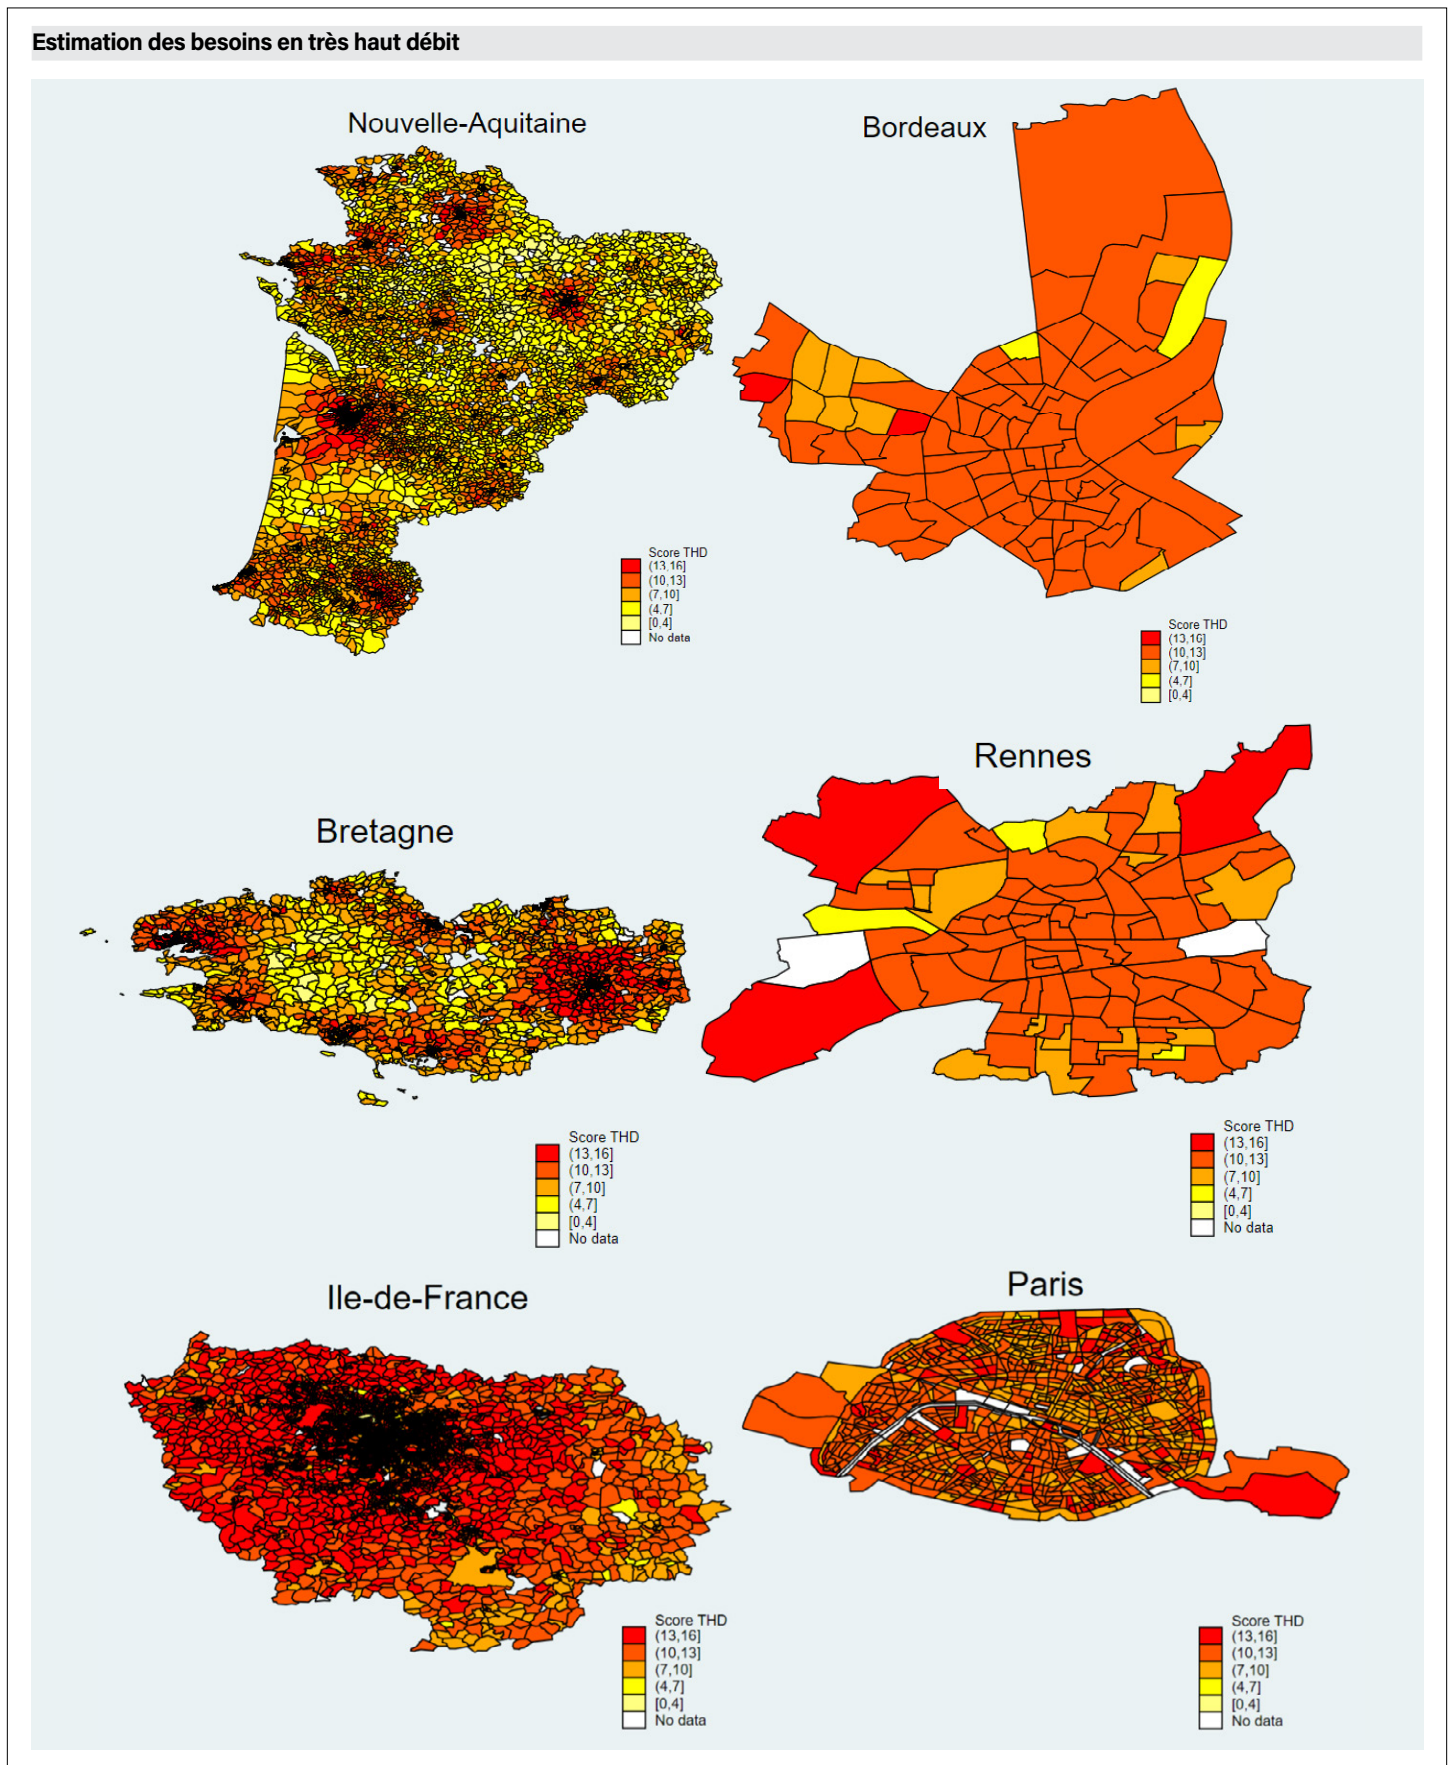 Estimation des besoins en très haut débit
Nouvelle-Aquitaine
Score THD
(13,16]
(10,13]
(7,10]
(4,7]
[0,4]
No data
Bordeaux
Score THD
(13,16]
(10,13]
(7,10]
(4,7]
[0,4]
Bretagne
Score THD
(13,16]
(10,13]
(7,10]
(4,7]
[0,4]
No data
Rennes
Score THD
(13,16]
(10,13]
(7,10]
(4,7]
[0,4]
No data
Ile-de-France
Score THD
(13,16]
(10,13]
(7,10]
(4,7]
[0,4]
No data
Paris
Score THD
(13,16]
(10,13]
(7,10]
(4,7]
[0,4]
No data